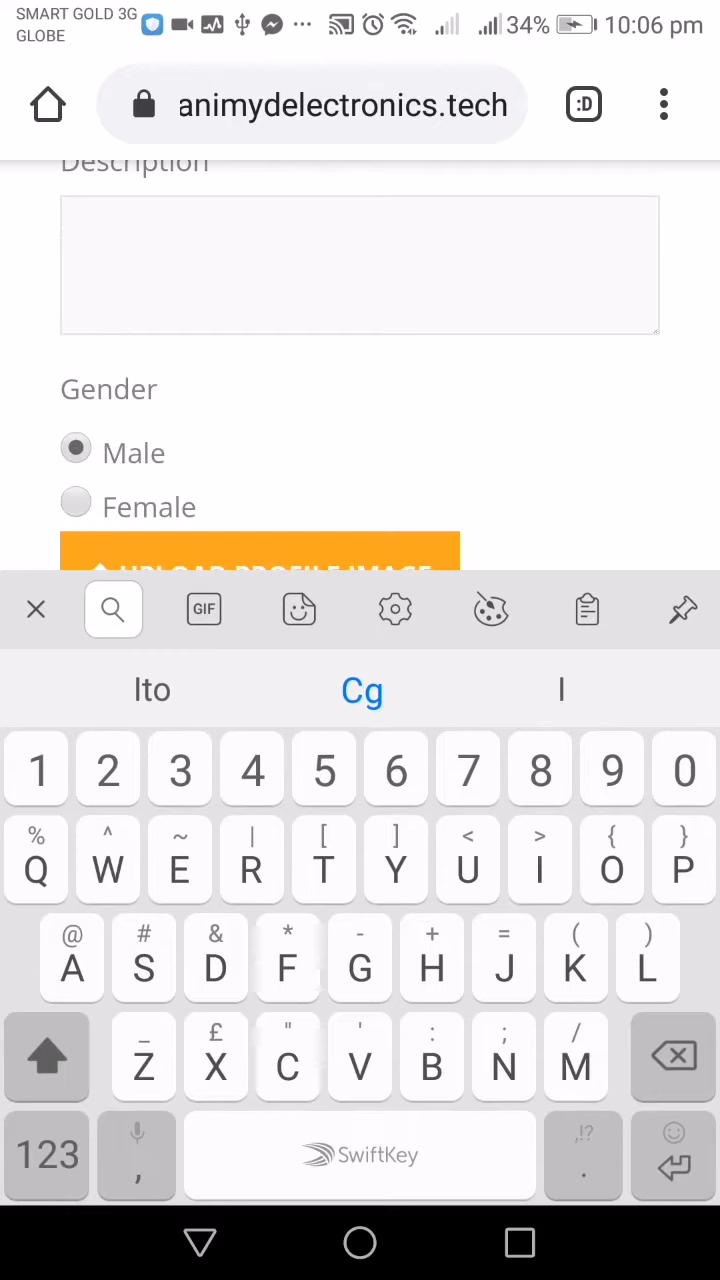 SMART GOLD 3G
GLOBE
34% 10:06 pm
animydelectronics.tech
:D
Description
Gender
Male
Female
UPLOAD PROFILE IMAGE
GIF
Ito Cg I
1 2 3 4 5 6 7 8 9 0
% ^ ~ | [ ] < > { }
Q W E R T Y U I O P
@ # & * - + = ( )
A S D F G H J K L
_ £ " ' : ; /
Z X C V B N M
,!?
123 , SwiftKey .